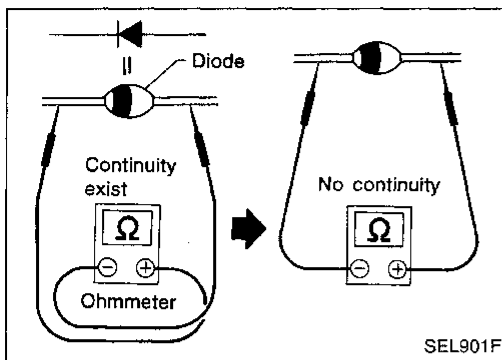 Diode
Continuity
exist
Ω
⊖ ⊕
Ohmmeter
No continuity
Ω
⊖ ⊕
SEL901F